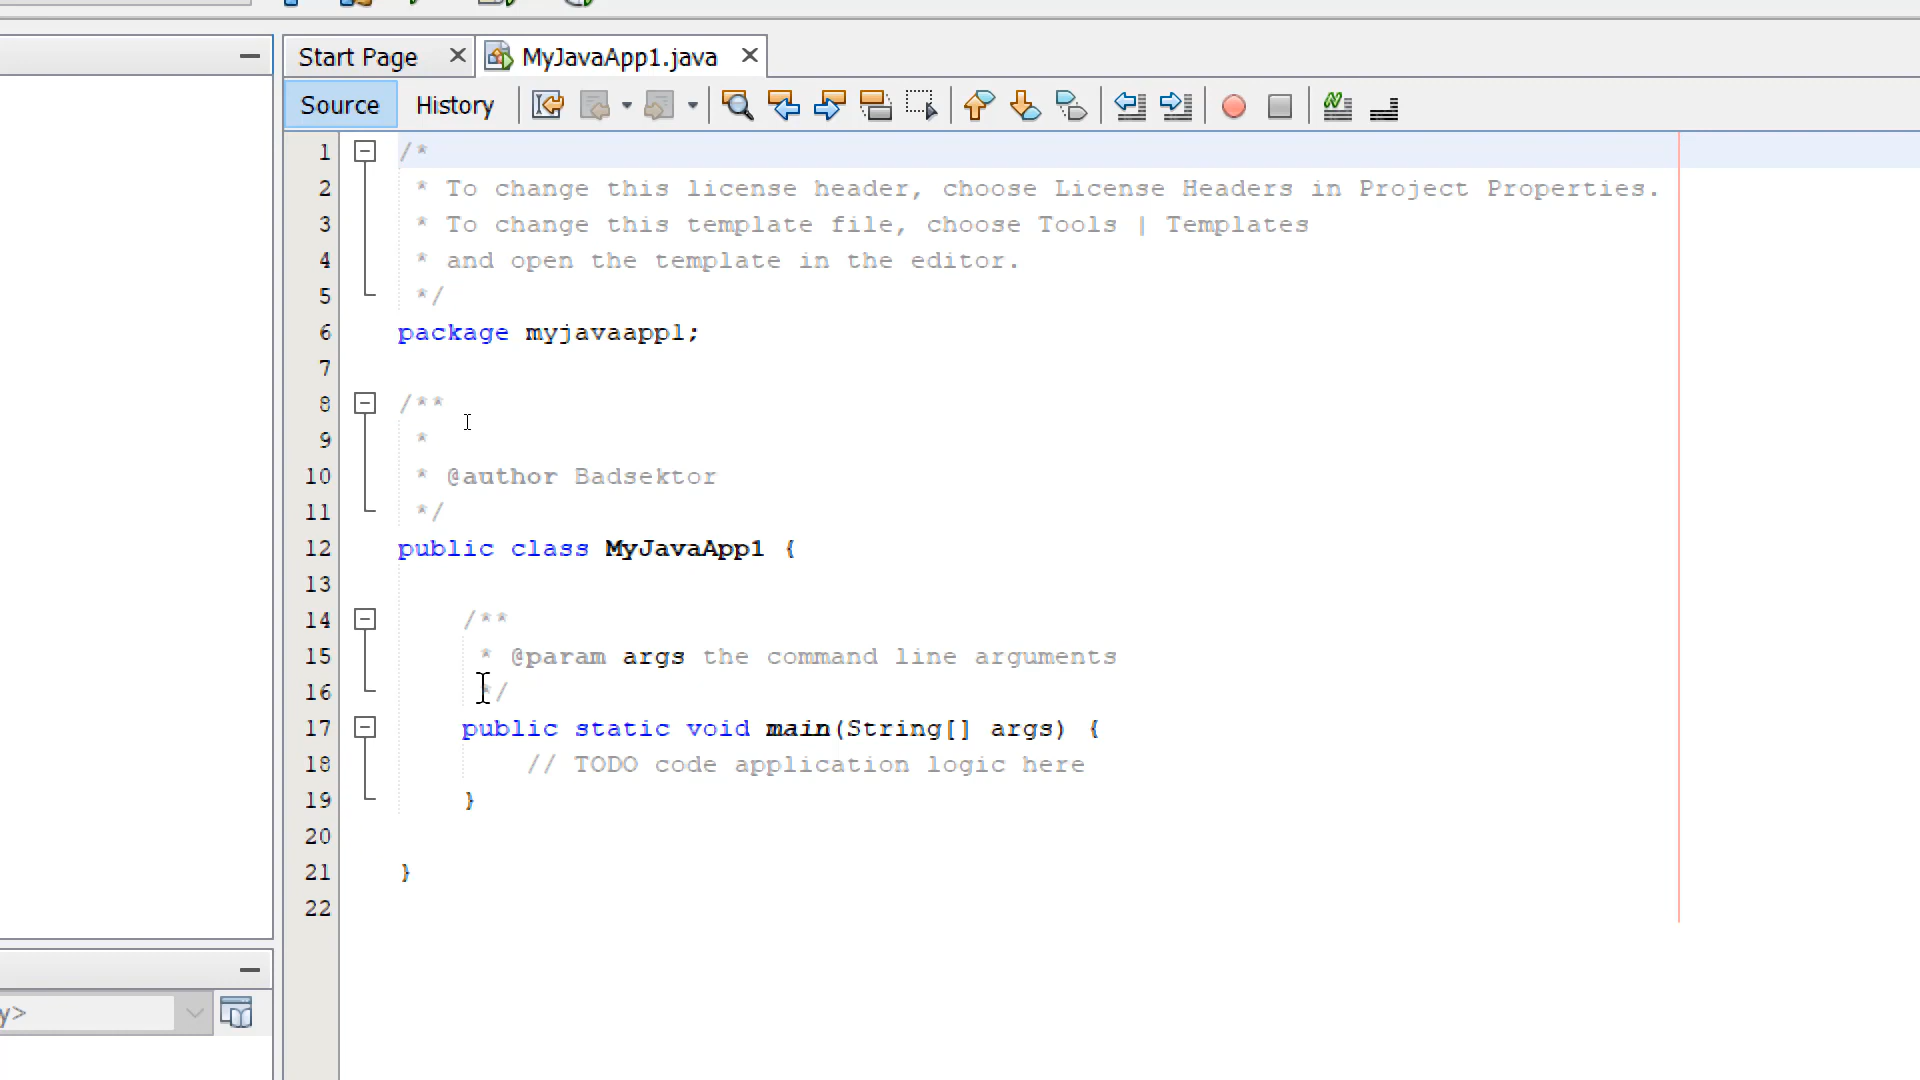 Start Page
MyJavaApp1.java
Source
History
1 /*
2 * To change this license header, choose License Headers in Project Properties.
3 * To change this template file, choose Tools | Templates
4 * and open the template in the editor.
5 */
6 package myjavaapp1;
7
8 /**
9 *
10 * @author Badsektor
11 */
12 public class MyJavaApp1 {
13
14 /**
15 * @param args the command line arguments
16 */
17 public static void main(String[] args) {
18 // TODO code application logic here
19 }
20
21 }
22
y>